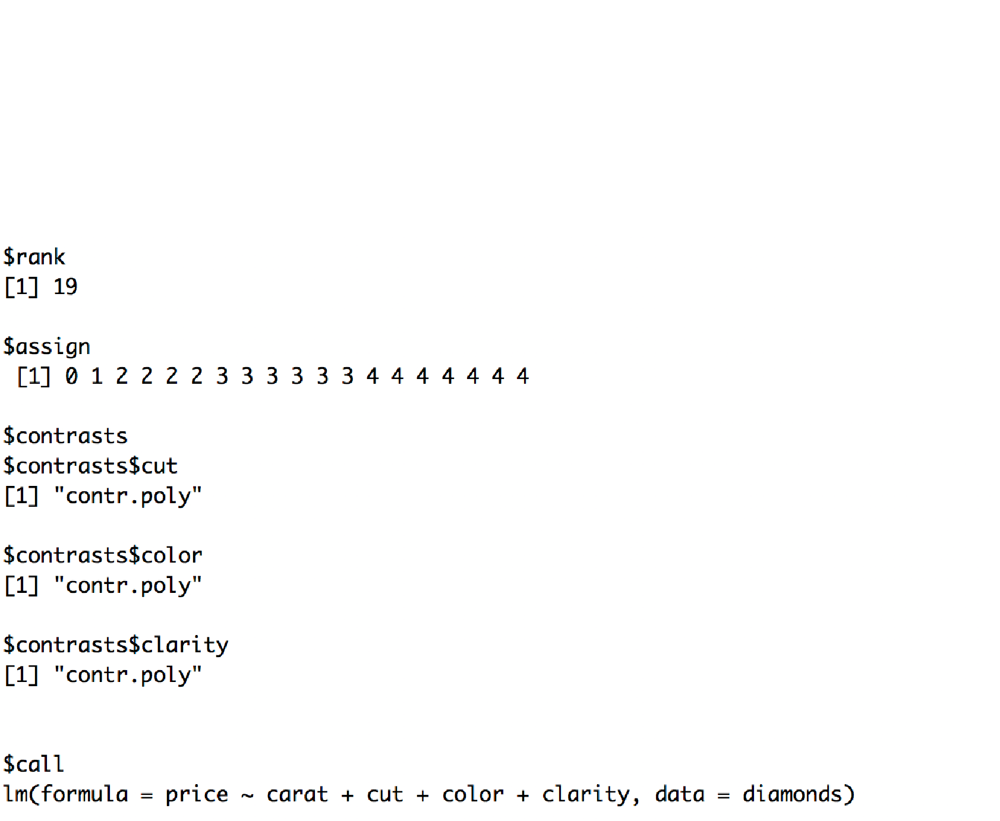 $rank
[1] 19
$assign
[1] 0 1 2 2 2 2 3 3 3 3 3 3 4 4 4 4 4 4 4
$contrasts
$contrasts$cut
[1] "contr.poly"
$contrasts$color
[1] "contr.poly"
$contrasts$clarity
[1] "contr.poly"
$call
lm(formula = price ~ carat + cut + color + clarity, data = diamonds)